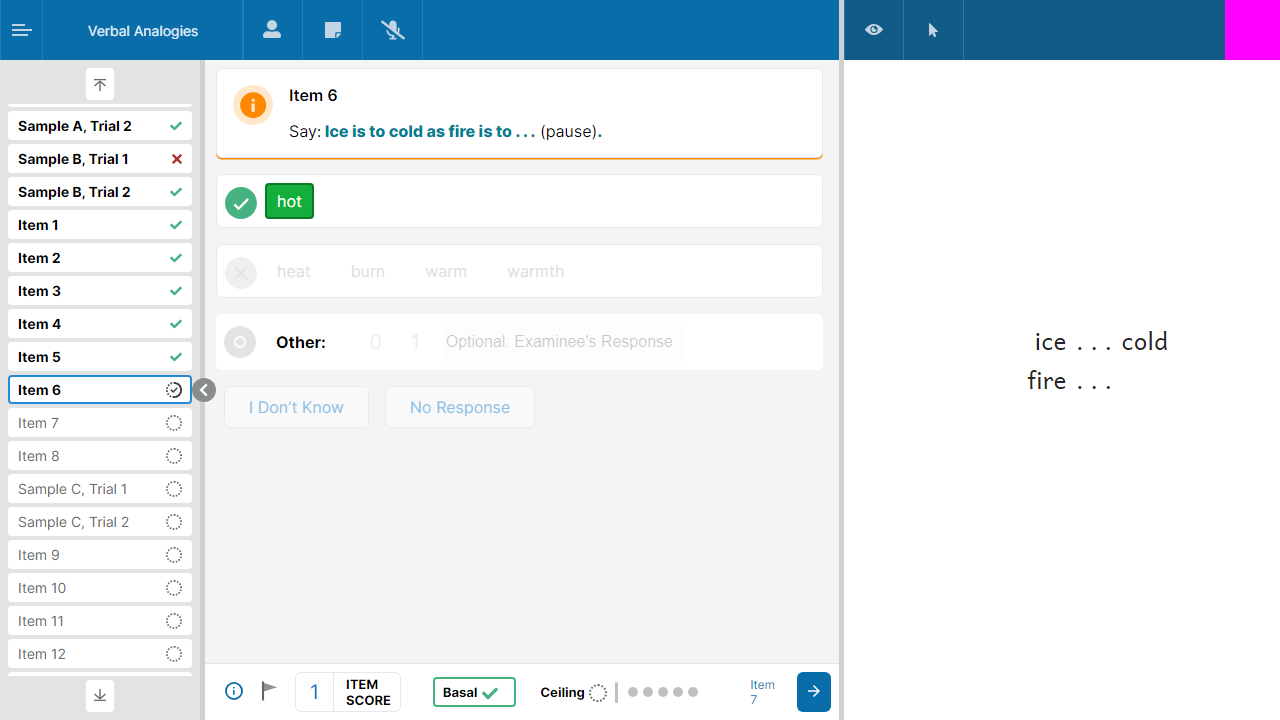 Verbal Analogies
Sample A, Trial 2
Sample B, Trial 1
Sample B, Trial 2
Item 1
Item 2
Item 3
Item 4
Item 5
Item 6
Item 7
Item 8
Sample C, Trial 1
Sample C, Trial 2
Item 9
Item 10
Item 11
Item 12
Item 6
Say: Ice is to cold as fire is to . . . (pause).
hot
heat burn warm warmth
Other: 0 1 Optional: Examinee's Response
I Don't Know No Response
1 ITEM SCORE
Basal
Ceiling
Item 7
ice . . . cold
fire . . .